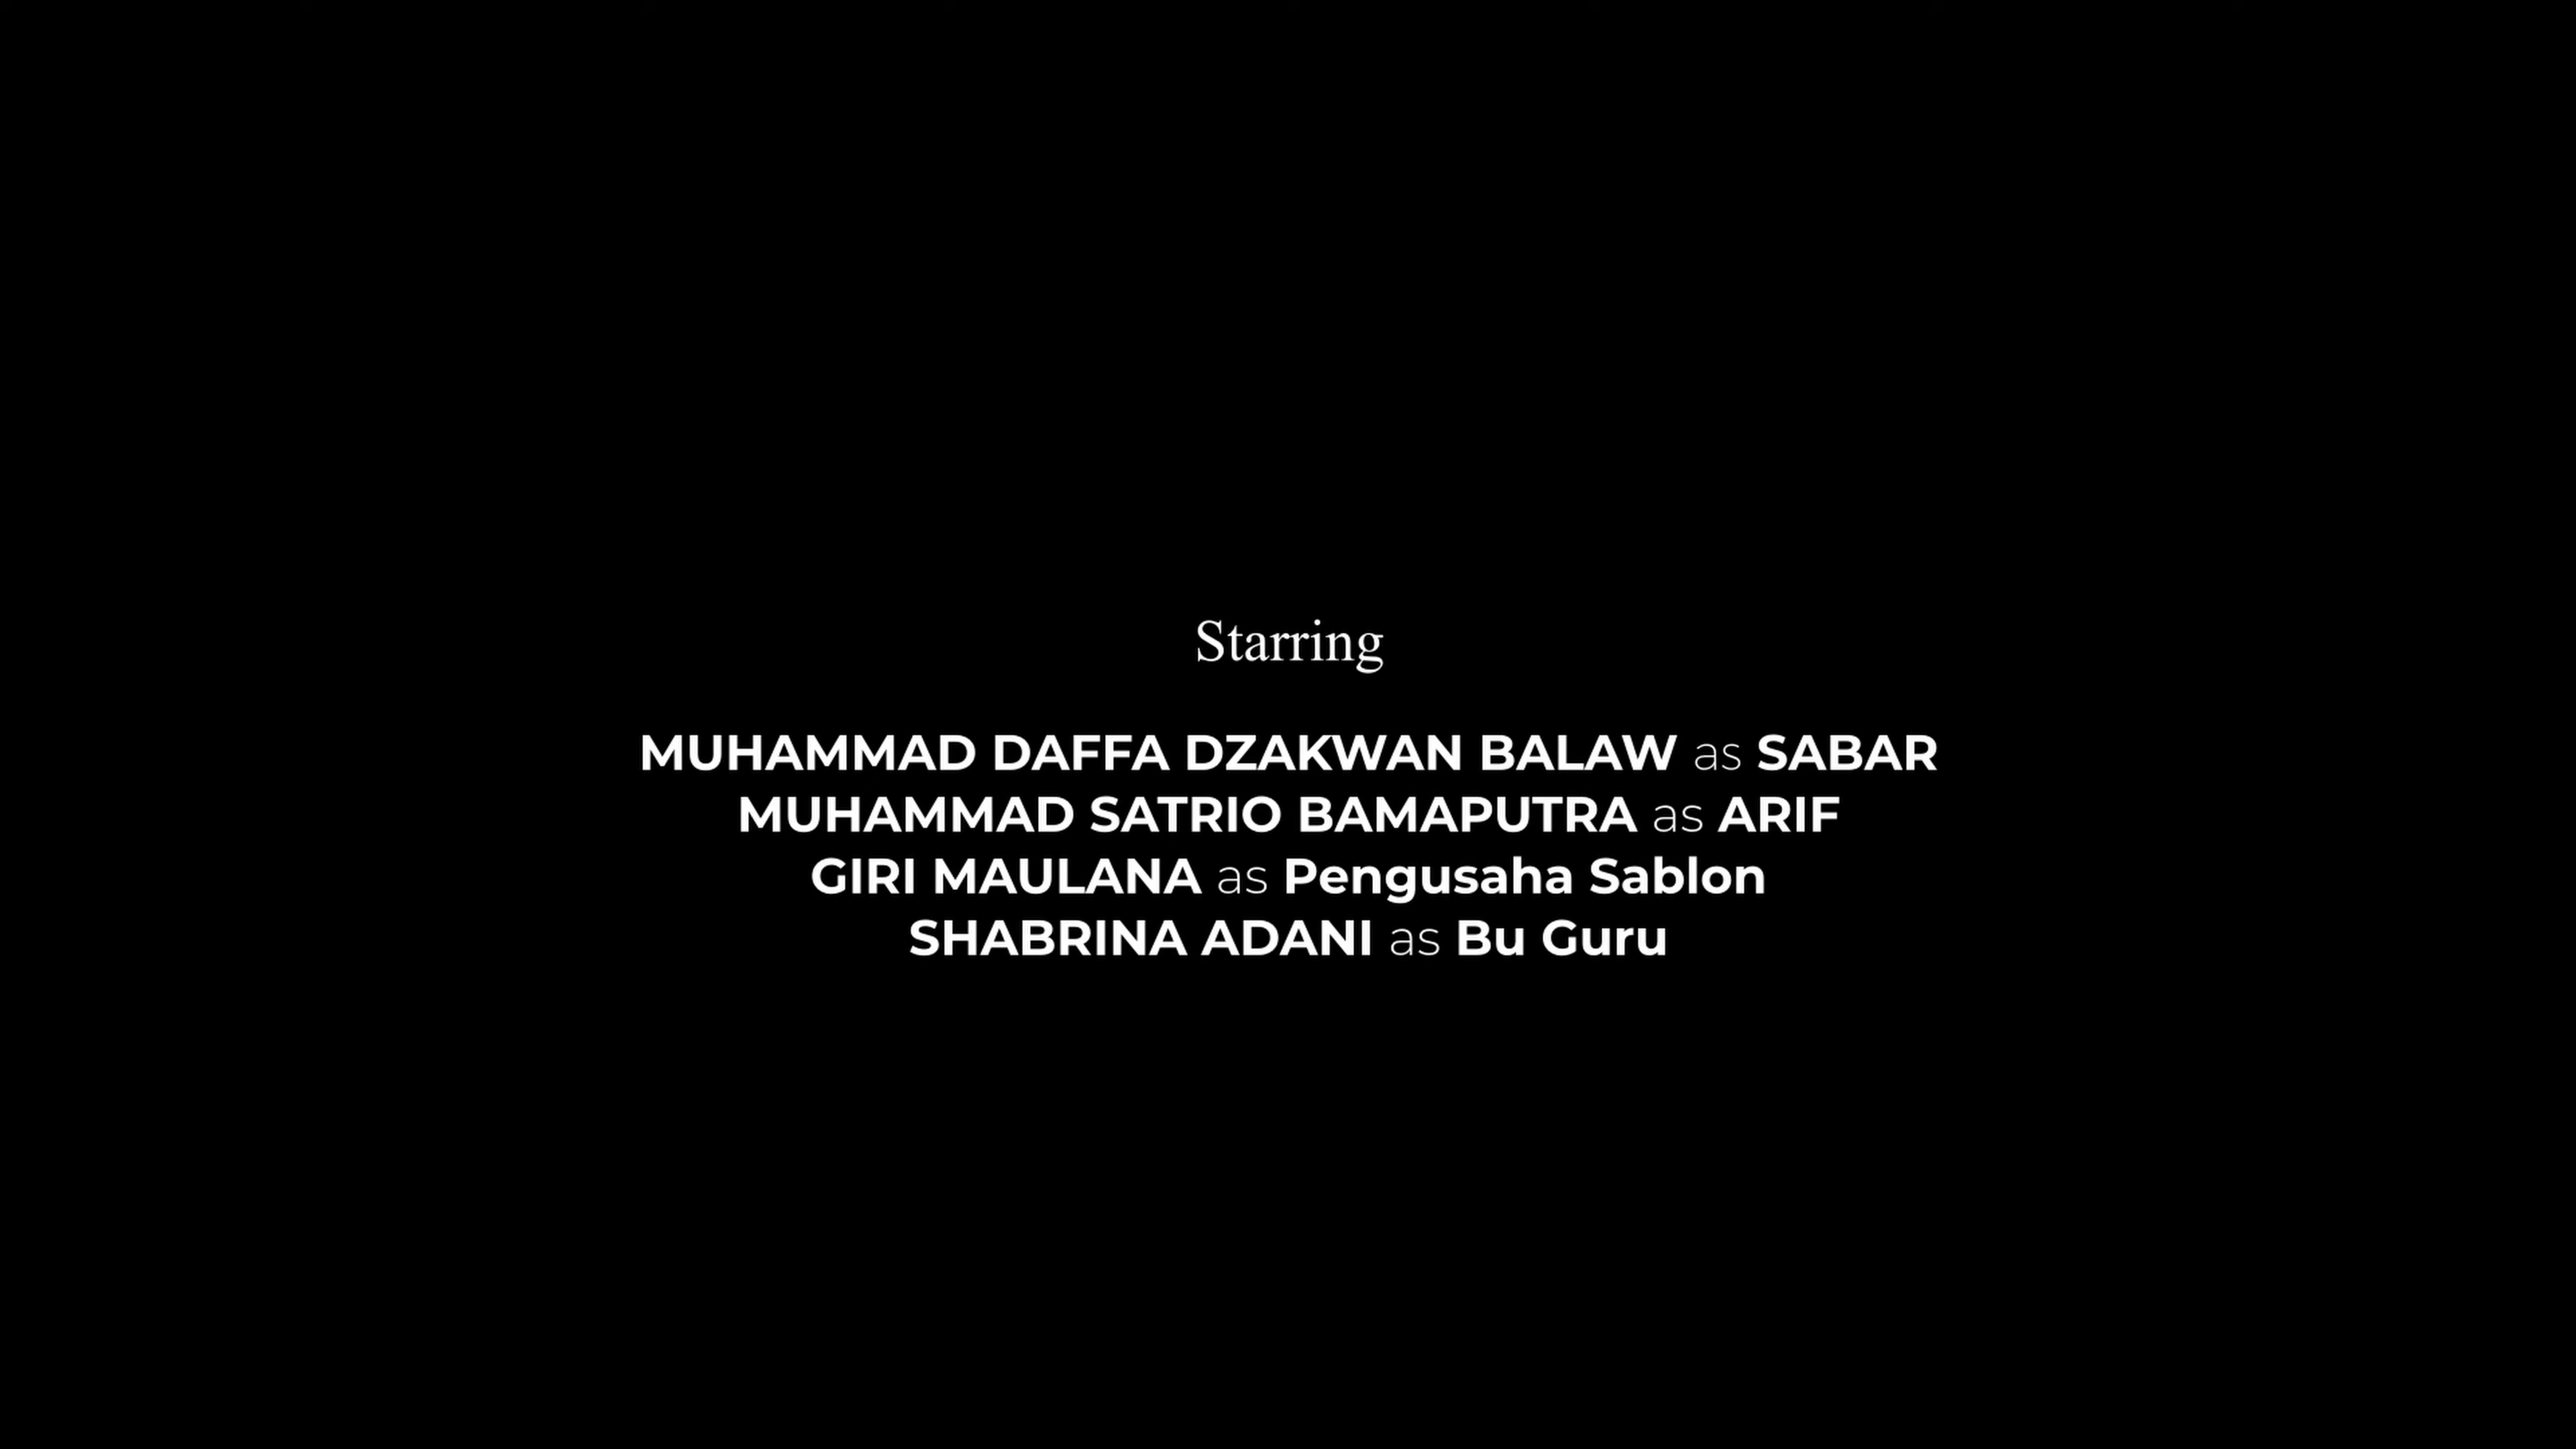 Starring
MUHAMMAD DAFFA DZAKWAN BALAW as SABAR
MUHAMMAD SATRIO BAMAPUTRA as ARIF
GIRI MAULANA as Pengusaha Sablon
SHABRINA ADANI as Bu Guru